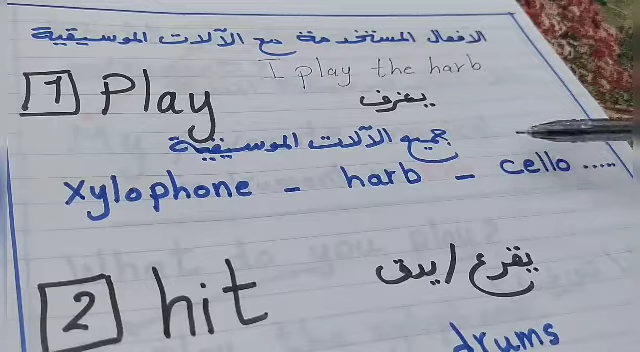 الافعال المستخدمة مع الآلات الموسيقية
I play the harb
1 Play يعزف
جميع الآلات الموسيقية
xylophone - harb - cello .....
2 hit يقرع / يدق
drums